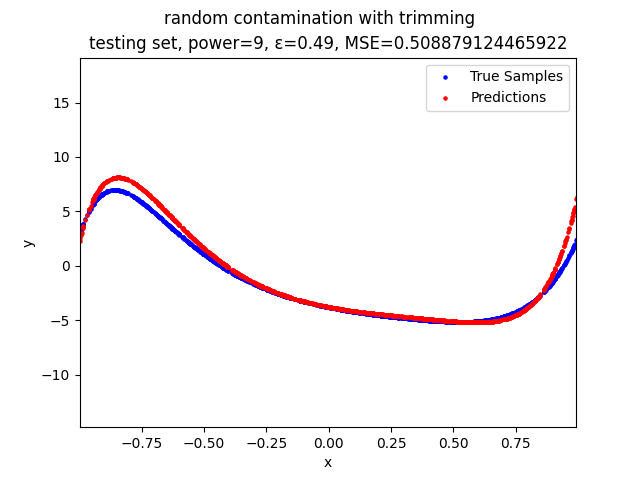 random contamination with trimming
testing set, power=9, ε=0.49, MSE=0.508879124465922
True Samples
Predictions
15
10
5
0
−5
−10
y
−0.75
−0.50
−0.25
0.00
0.25
0.50
0.75
x